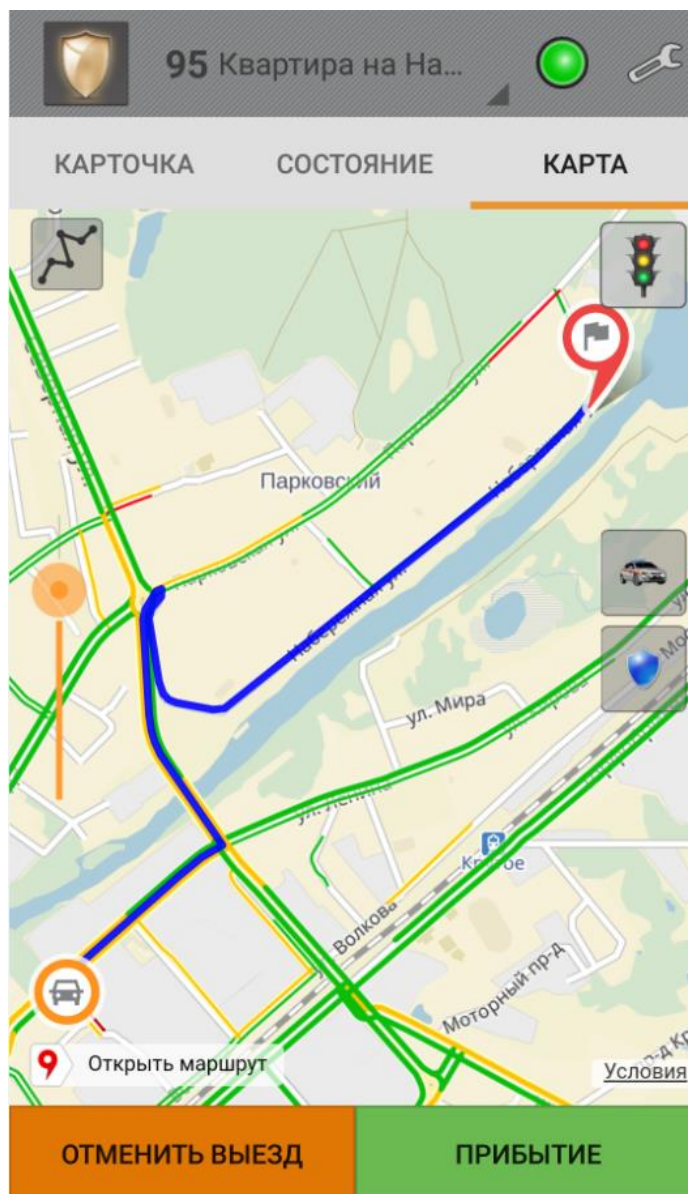 95 Квартира на На...
КАРТОЧКА
СОСТОЯНИЕ
КАРТА
Парковский
Набережная ул.
ул. Мира
ул. Ленина
Волкова
Моторный пр-д
Открыть маршрут
Условия
ОТМЕНИТЬ ВЫЕЗД
ПРИБЫТИЕ